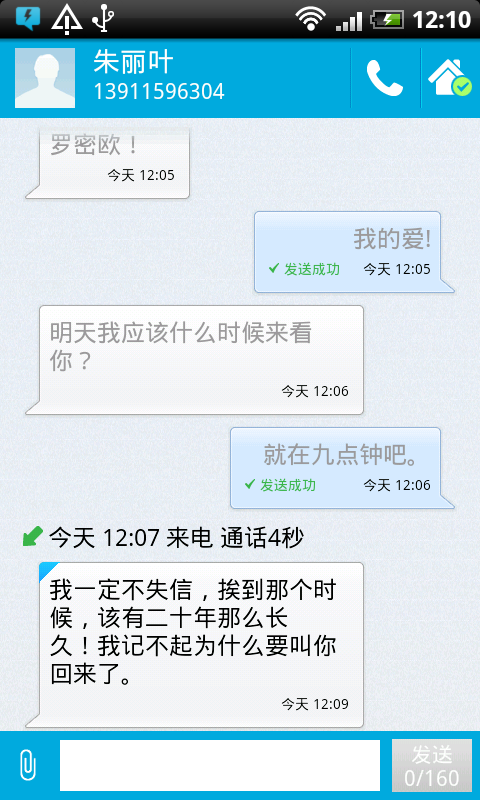 12:10
朱丽叶
13911596304
罗密欧！
今天 12:05
我的爱!
发送成功 今天 12:05
明天我应该什么时候来看
你？
今天 12:06
就在九点钟吧。
发送成功 今天 12:06
今天 12:07 来电 通话4秒
我一定不失信，挨到那个时
候，该有二十年那么长
久！我记不起为什么要叫你
回来了。
今天 12:09
发送
0/160